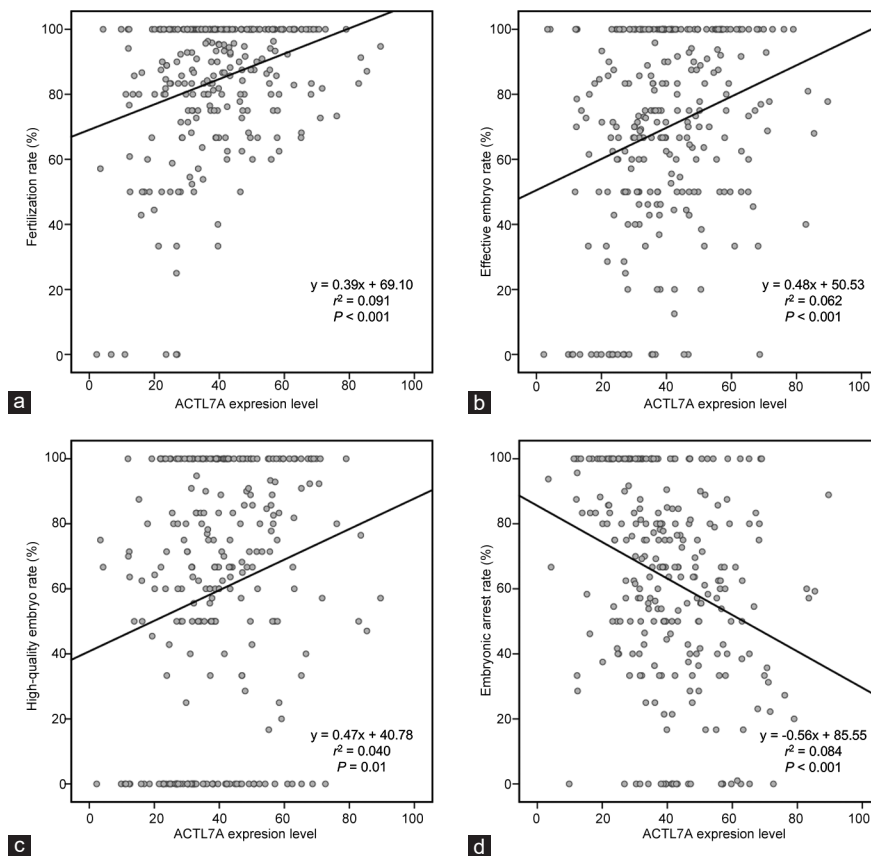 100
80
60
40
20
0
Fertilization rate (%)
y = 0.39x + 69.10
r² = 0.091
P < 0.001
0 20 40 60 80 100
ACTL7A expresion level
a
100
80
60
40
20
0
Effective embryo rate (%)
y = 0.48x + 50.53
r² = 0.062
P < 0.001
0 20 40 60 80 100
ACTL7A expresion level
b
100
80
60
40
20
0
High-quality embryo rate (%)
y = 0.47x + 40.78
r² = 0.040
P = 0.01
0 20 40 60 80 100
ACTL7A expresion level
c
100
80
60
40
20
0
Embryonic arrest rate (%)
y = -0.56x + 85.55
r² = 0.084
P < 0.001
0 20 40 60 80 100
ACTL7A expresion level
d